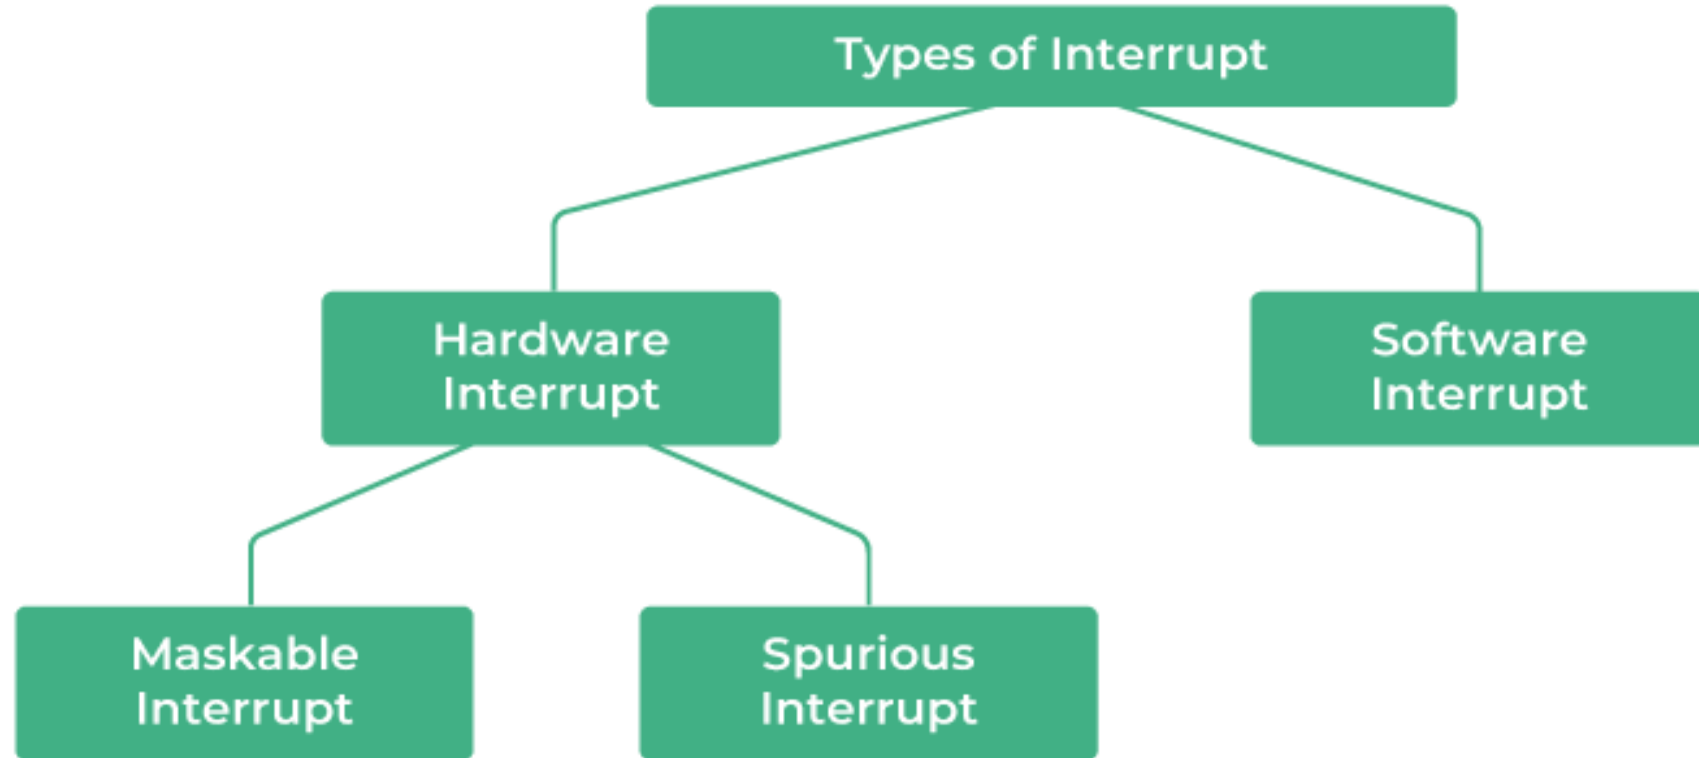 Types of Interrupt
Hardware
Interrupt
Software
Interrupt
Maskable
Interrupt
Spurious
Interrupt